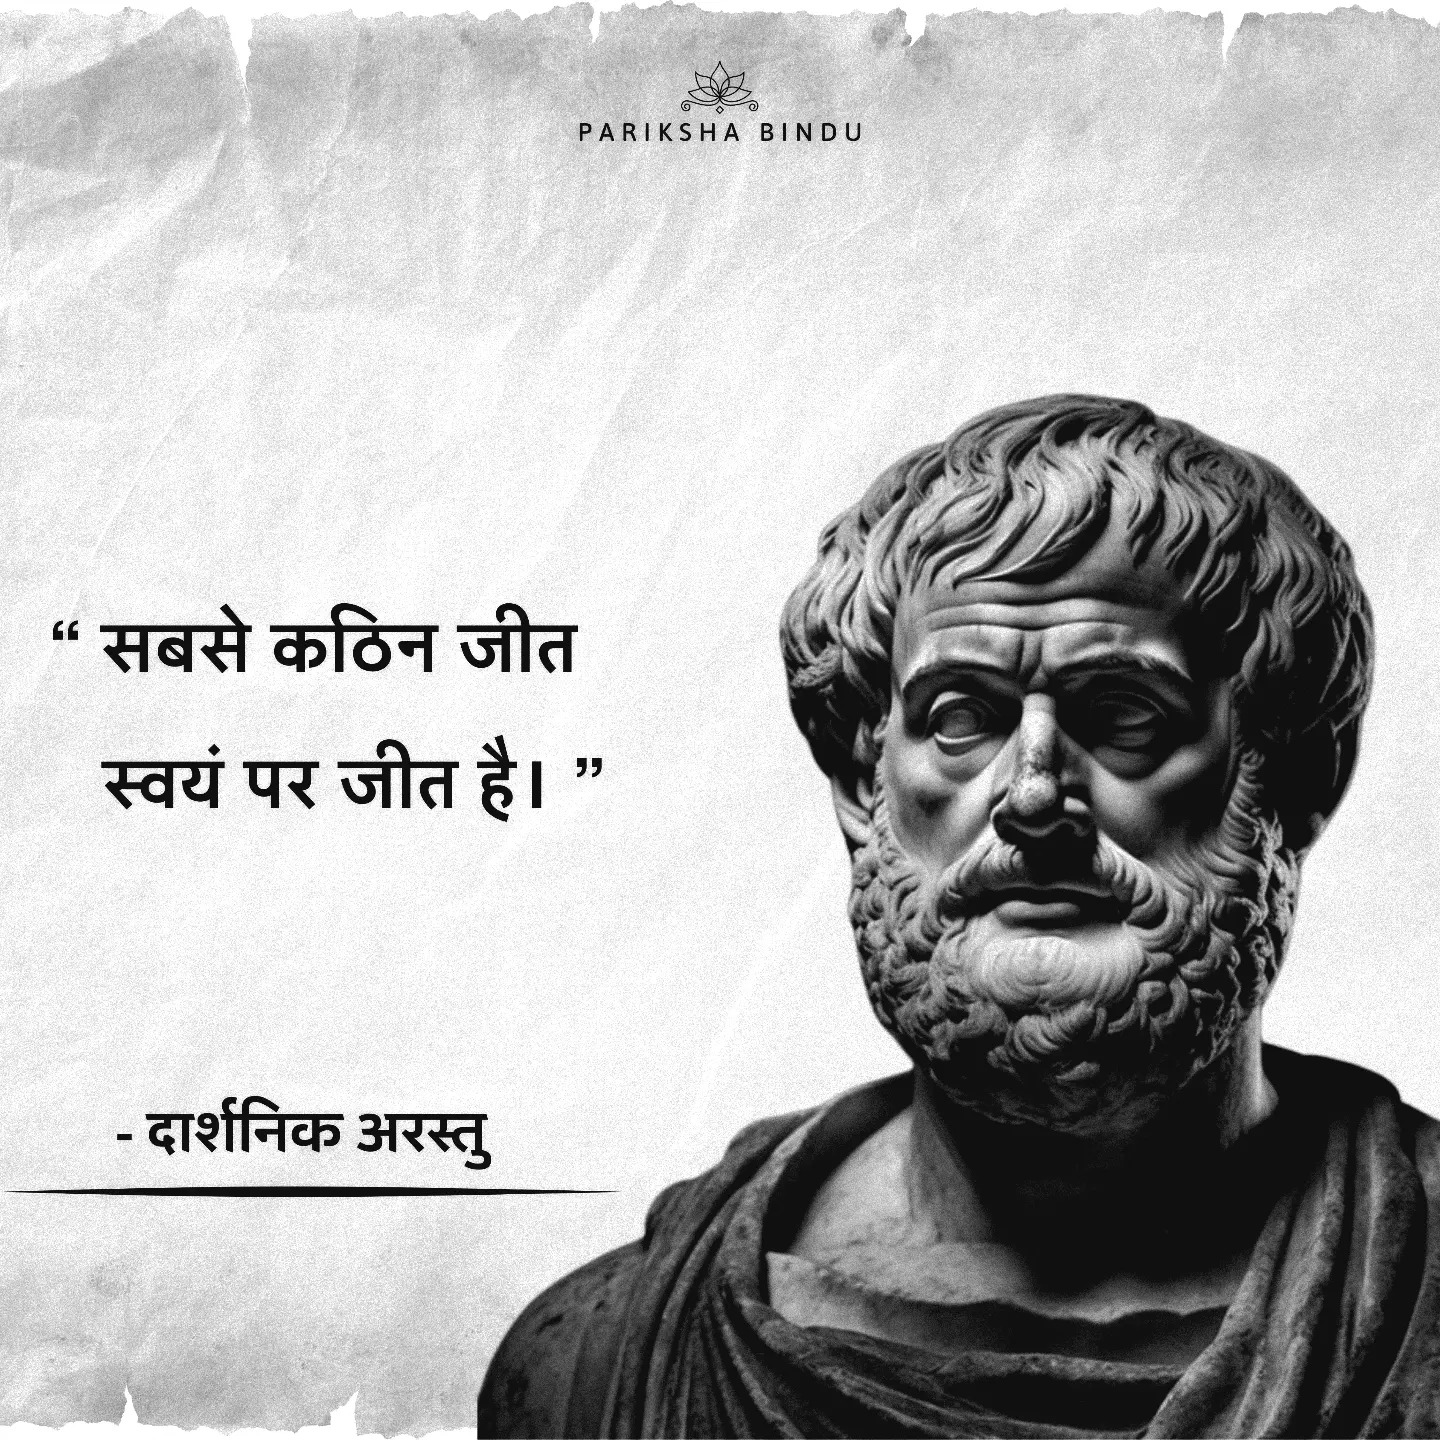 PARIKSHA BINDU
“ सबसे कठिन जीत
स्वयं पर जीत है। ”
- दार्शनिक अरस्तु